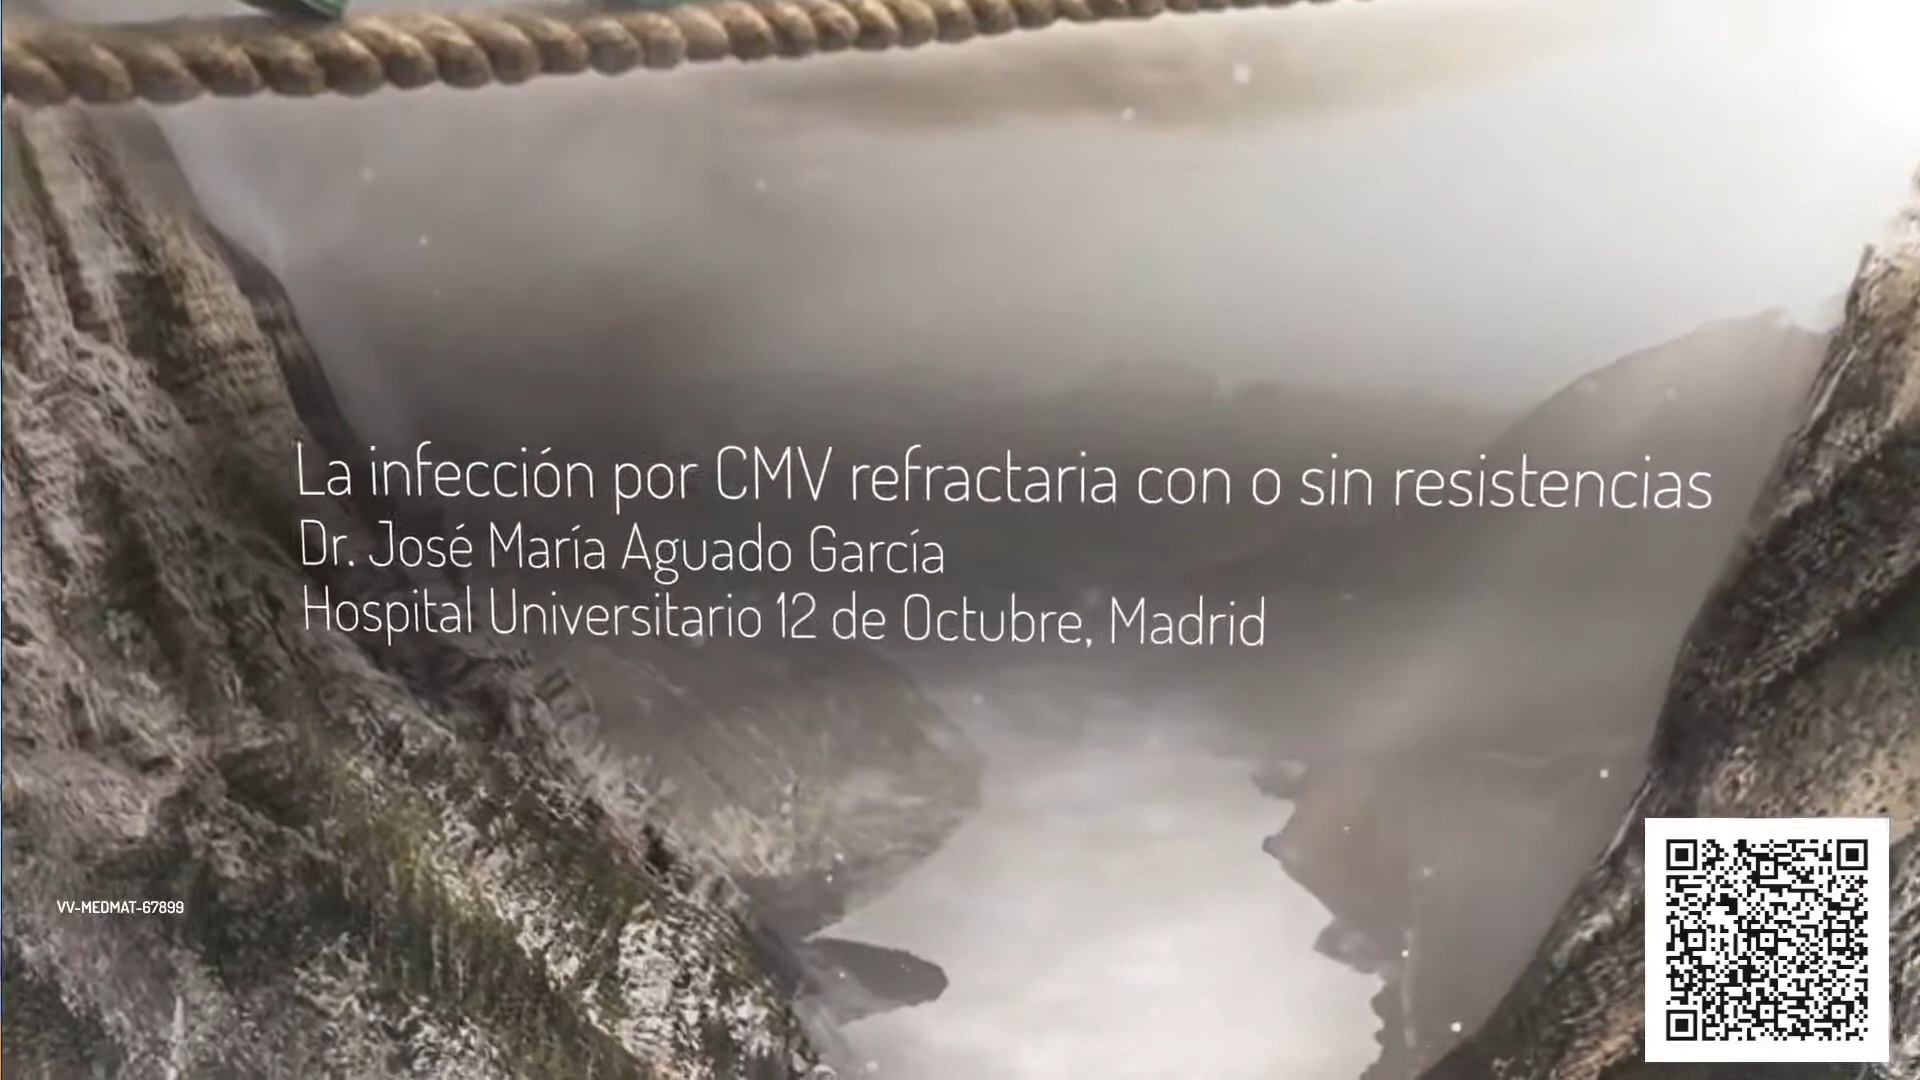 La infección por CMV refractaria con o sin resistencias
Dr. José María Aguado García
Hospital Universitario 12 de Octubre, Madrid
VV-MEDMAT-67899